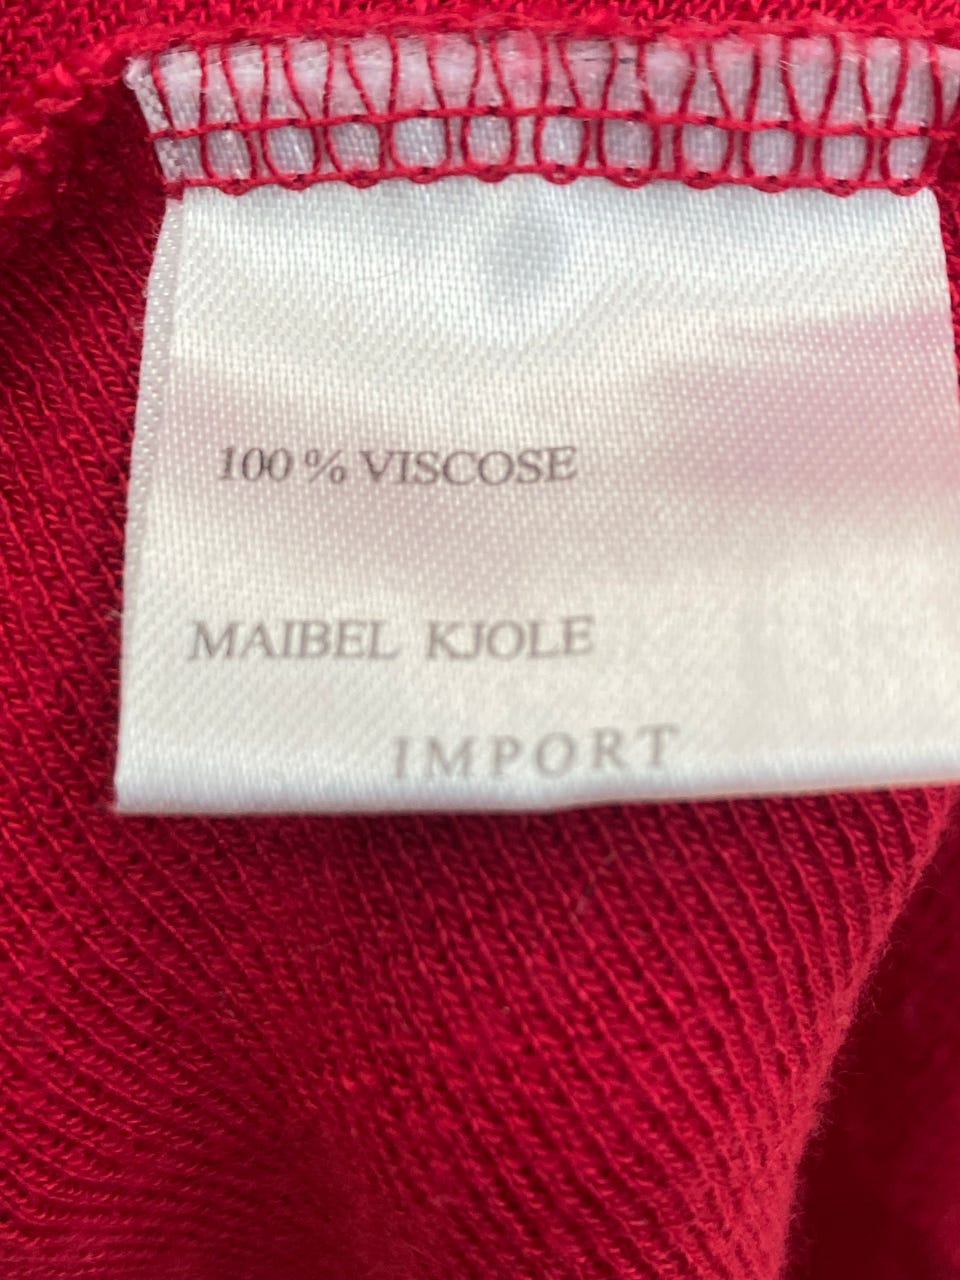 100 % VISCOSE
MAIBEL KJOLE
IMPORT